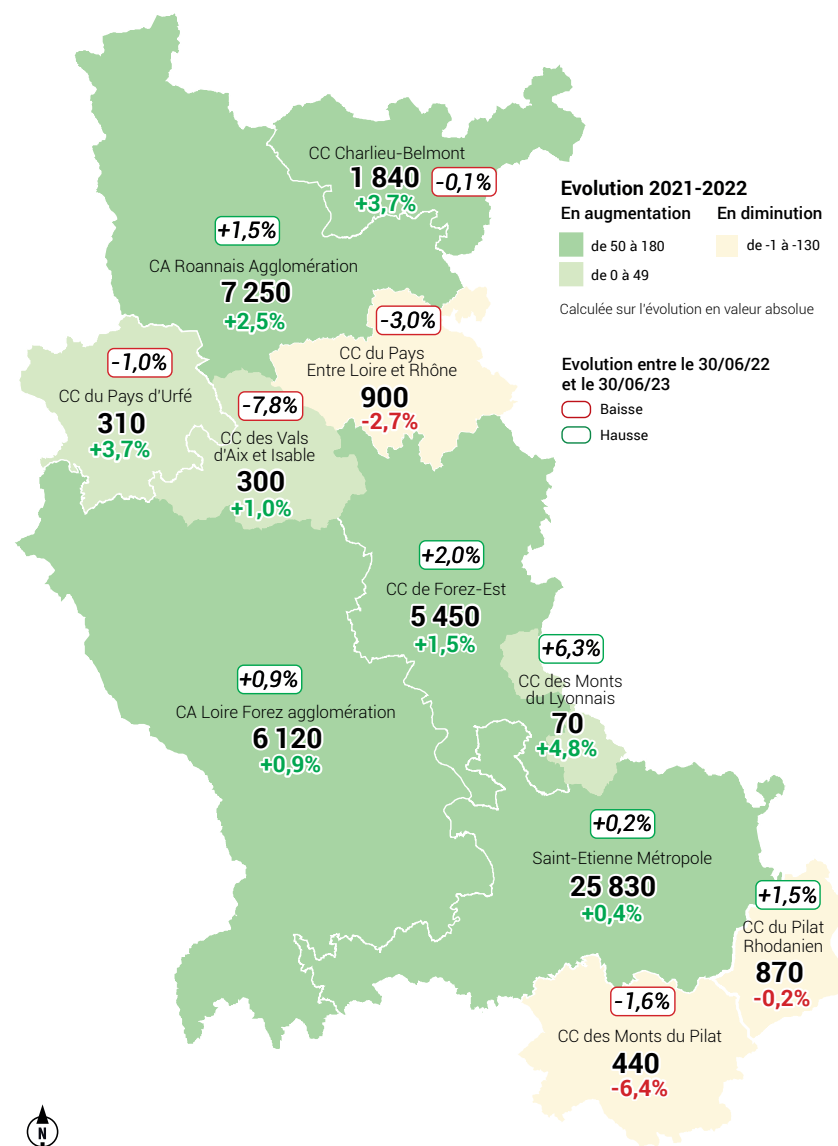 CC Charlieu-Belmont
1 840
-0,1%
+3,7%
Evolution 2021-2022
En augmentation
En diminution
de 50 à 180
de -1 à -130
de 0 à 49
Calculée sur l'évolution en valeur absolue
Evolution entre le 30/06/22
et le 30/06/23
Baisse
Hausse
+1,5%
CA Roannais Agglomération
7 250
+2,5%
-3,0%
CC du Pays
Entre Loire et Rhône
900
-2,7%
-1,0%
CC du Pays d'Urfé
310
+3,7%
-7,8%
CC des Vals
d'Aix et Isable
300
+1,0%
+2,0%
CC de Forez-Est
5 450
+1,5%
+6,3%
CC des Monts
du Lyonnais
70
+4,8%
+0,9%
CA Loire Forez agglomération
6 120
+0,9%
+0,2%
Saint-Etienne Métropole
25 830
+0,4%
+1,5%
CC du Pilat
Rhodanien
870
-0,2%
-1,6%
CC des Monts du Pilat
440
-6,4%
N